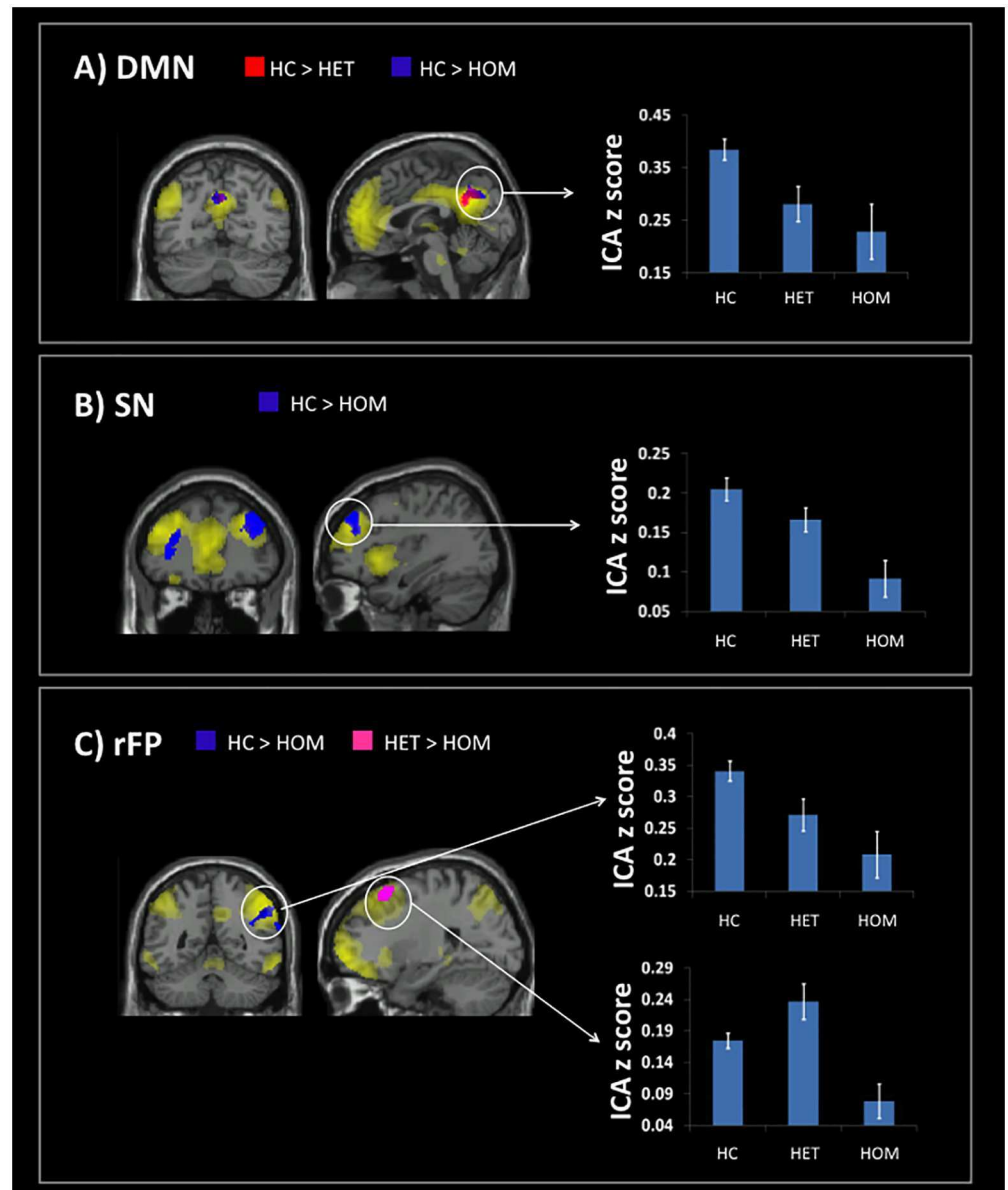 A) DMN HC > HET HC > HOM
ICA z score
0.45
0.35
0.25
0.15
HC HET HOM
B) SN HC > HOM
ICA z score
0.25
0.2
0.15
0.1
0.05
HC HET HOM
C) rFP HC > HOM HET > HOM
ICA z score
0.4
0.35
0.3
0.25
0.2
0.15
HC HET HOM
ICA z score
0.29
0.24
0.19
0.14
0.09
0.04
HC HET HOM